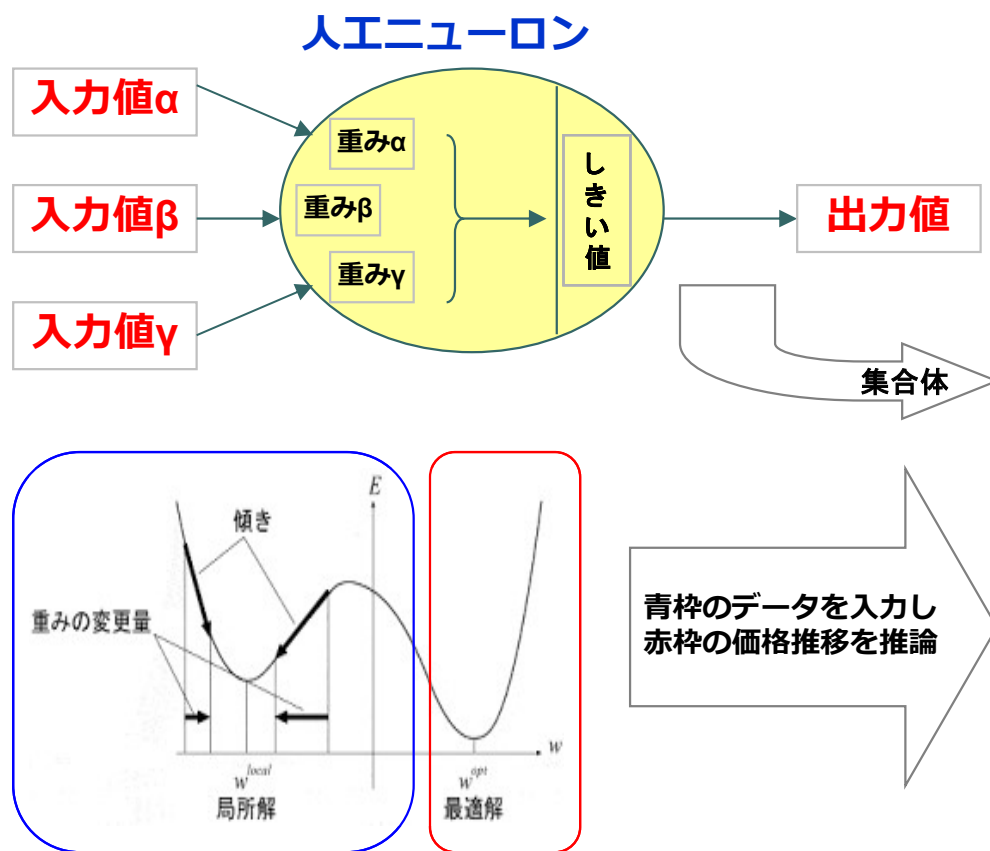 人工ニューロン
入力値α
入力値β
入力値γ
重みα
重みβ
重みγ
しきい値
出力値
集合体
E
傾き
重みの変更量
w
w^local
局所解
w^opt
最適解
青枠のデータを入力し
赤枠の価格推移を推論